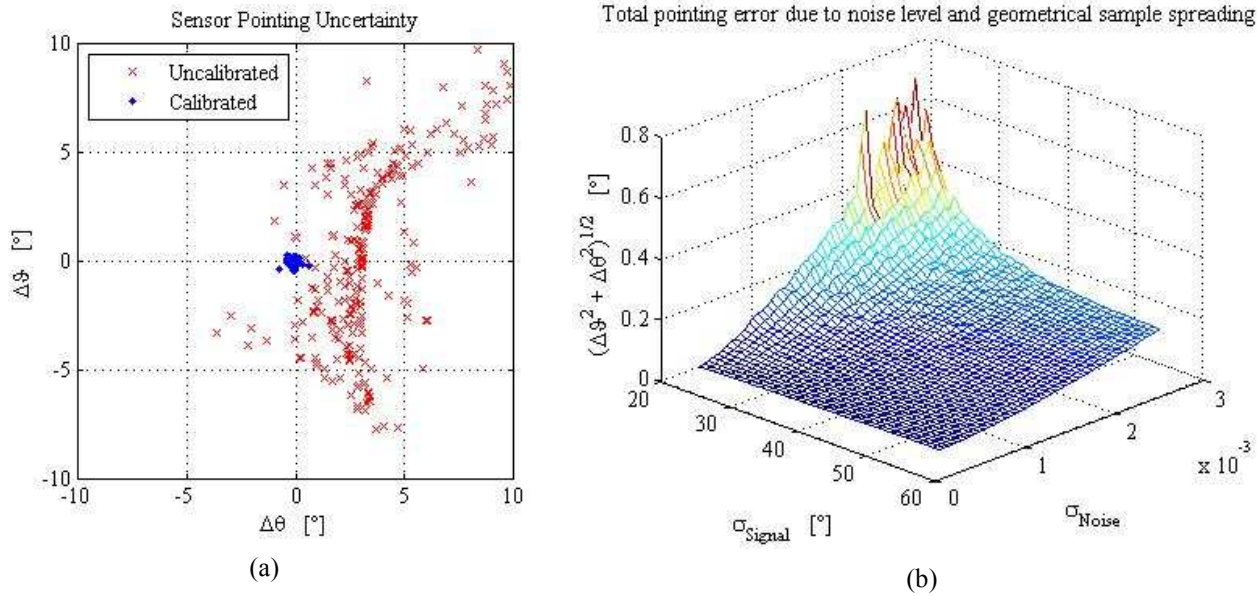 Sensor Pointing Uncertainty
10
5
0
-5
-10
Δϑ [°]
× Uncalibrated
Calibrated
-10
-5
0
5
10
Δθ [°]
(a)
Total pointing error due to noise level and geometrical sample spreading
0.8
0.6
0.4
0.2
0
(Δϑ² + Δθ²)^1/2 [°]
20
30
40
50
60
σ_Signal [°]
0
1
2
3
x 10^-3
σ_Noise
(b)